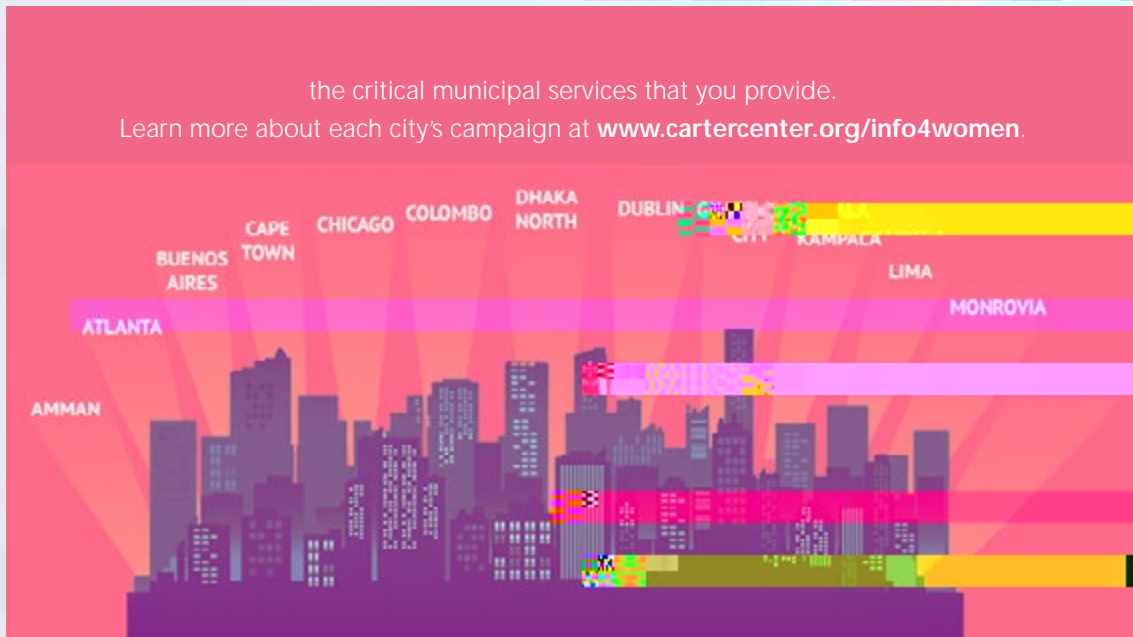 the critical municipal services that you provide.
Learn more about each city's campaign at www.cartercenter.org/info4women.
DHAKA
NORTH
COLOMBO
DUBLIN
CHICAGO
CAPE
TOWN
CITY
KAMPALA
BUENOS
AIRES
LIMA
MONROVIA
ATLANTA
AMMAN